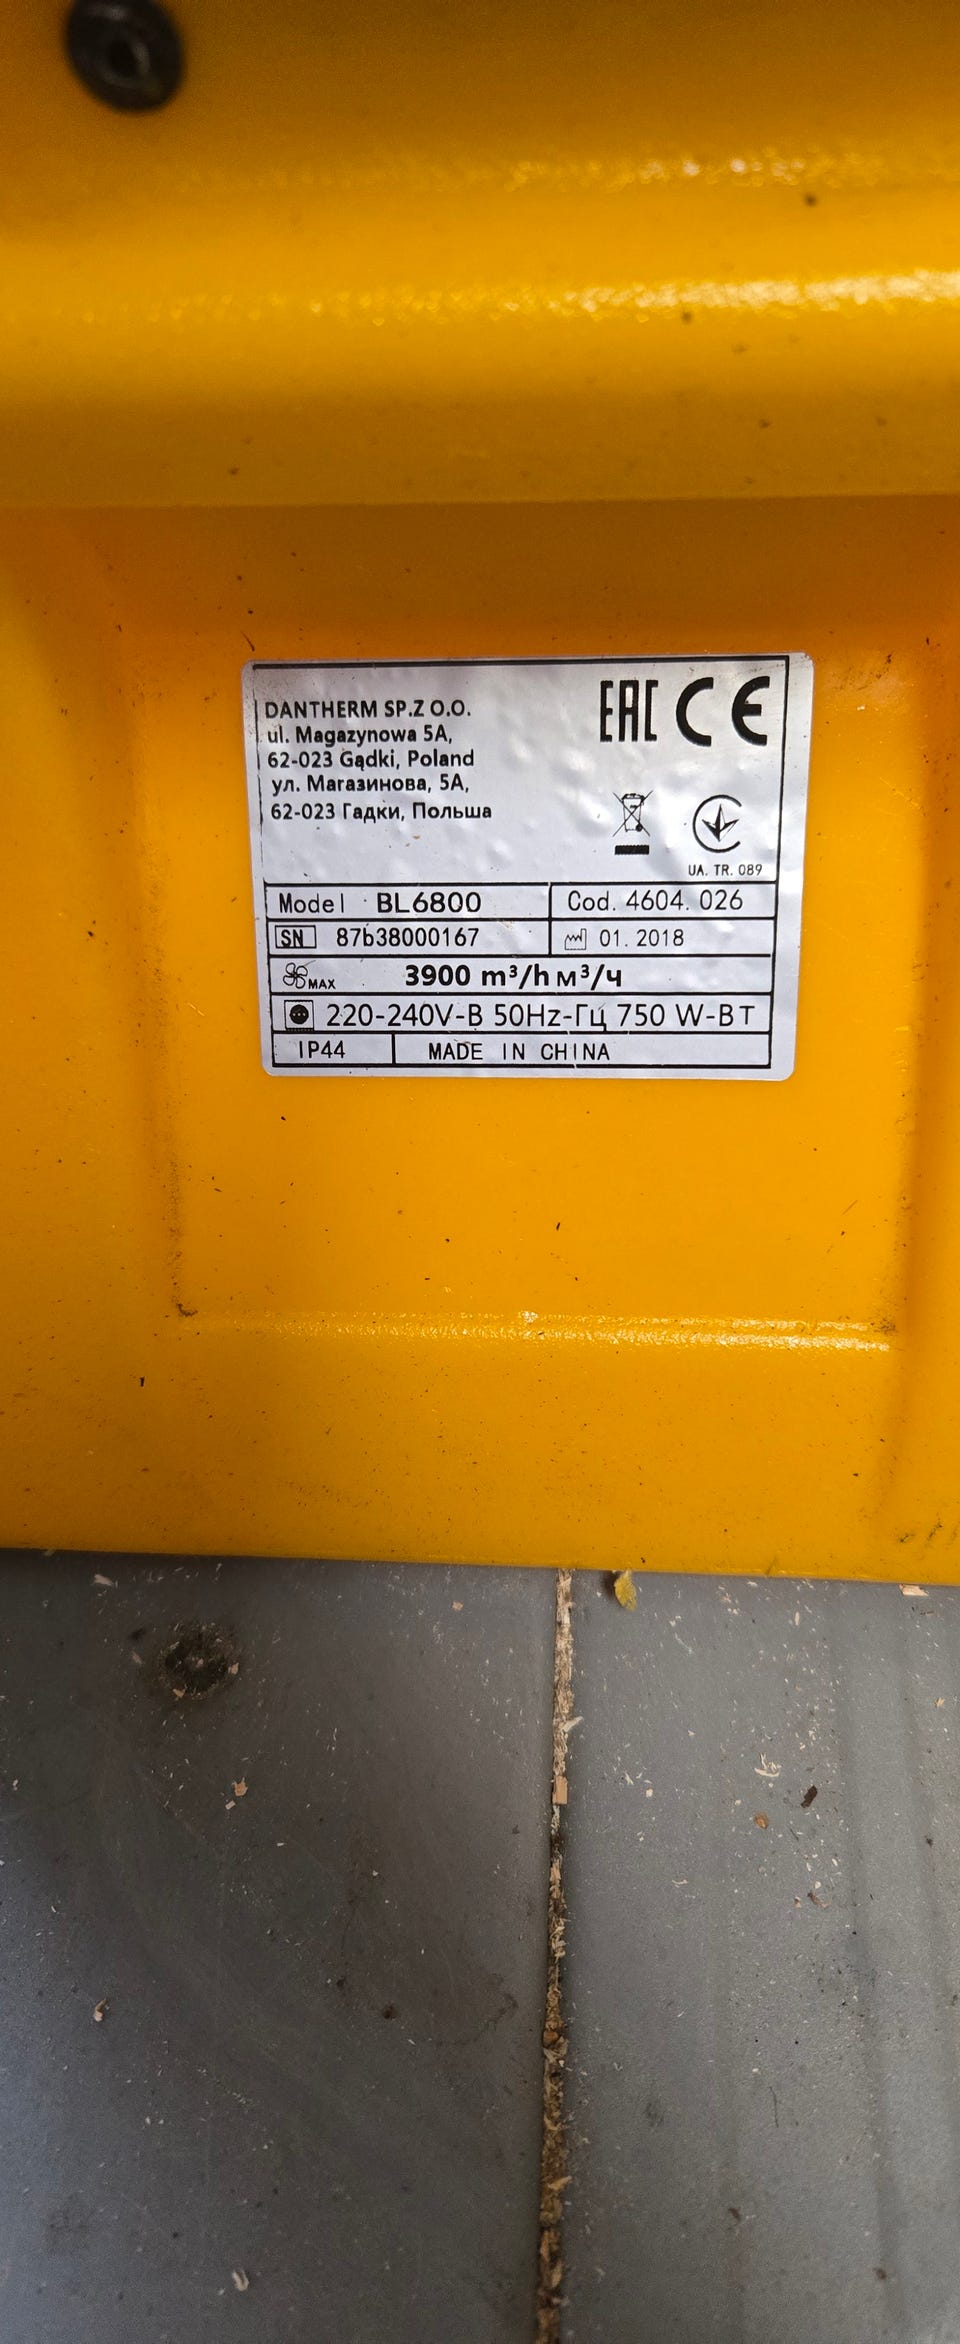 DANTHERM SP.Z O.O.
ul. Magazynowa 5A,
62-023 Gądki, Poland
ул. Магазинова, 5А,
62-023 Гадки, Польша
EAC CE
UA. TR. 089
Model BL6800 Cod. 4604. 026
SN 87b38000167 01. 2018
MAX 3900 m³/h м³/ч
220-240V-В 50Hz-Гц 750 W-ВТ
IP44 MADE IN CHINA